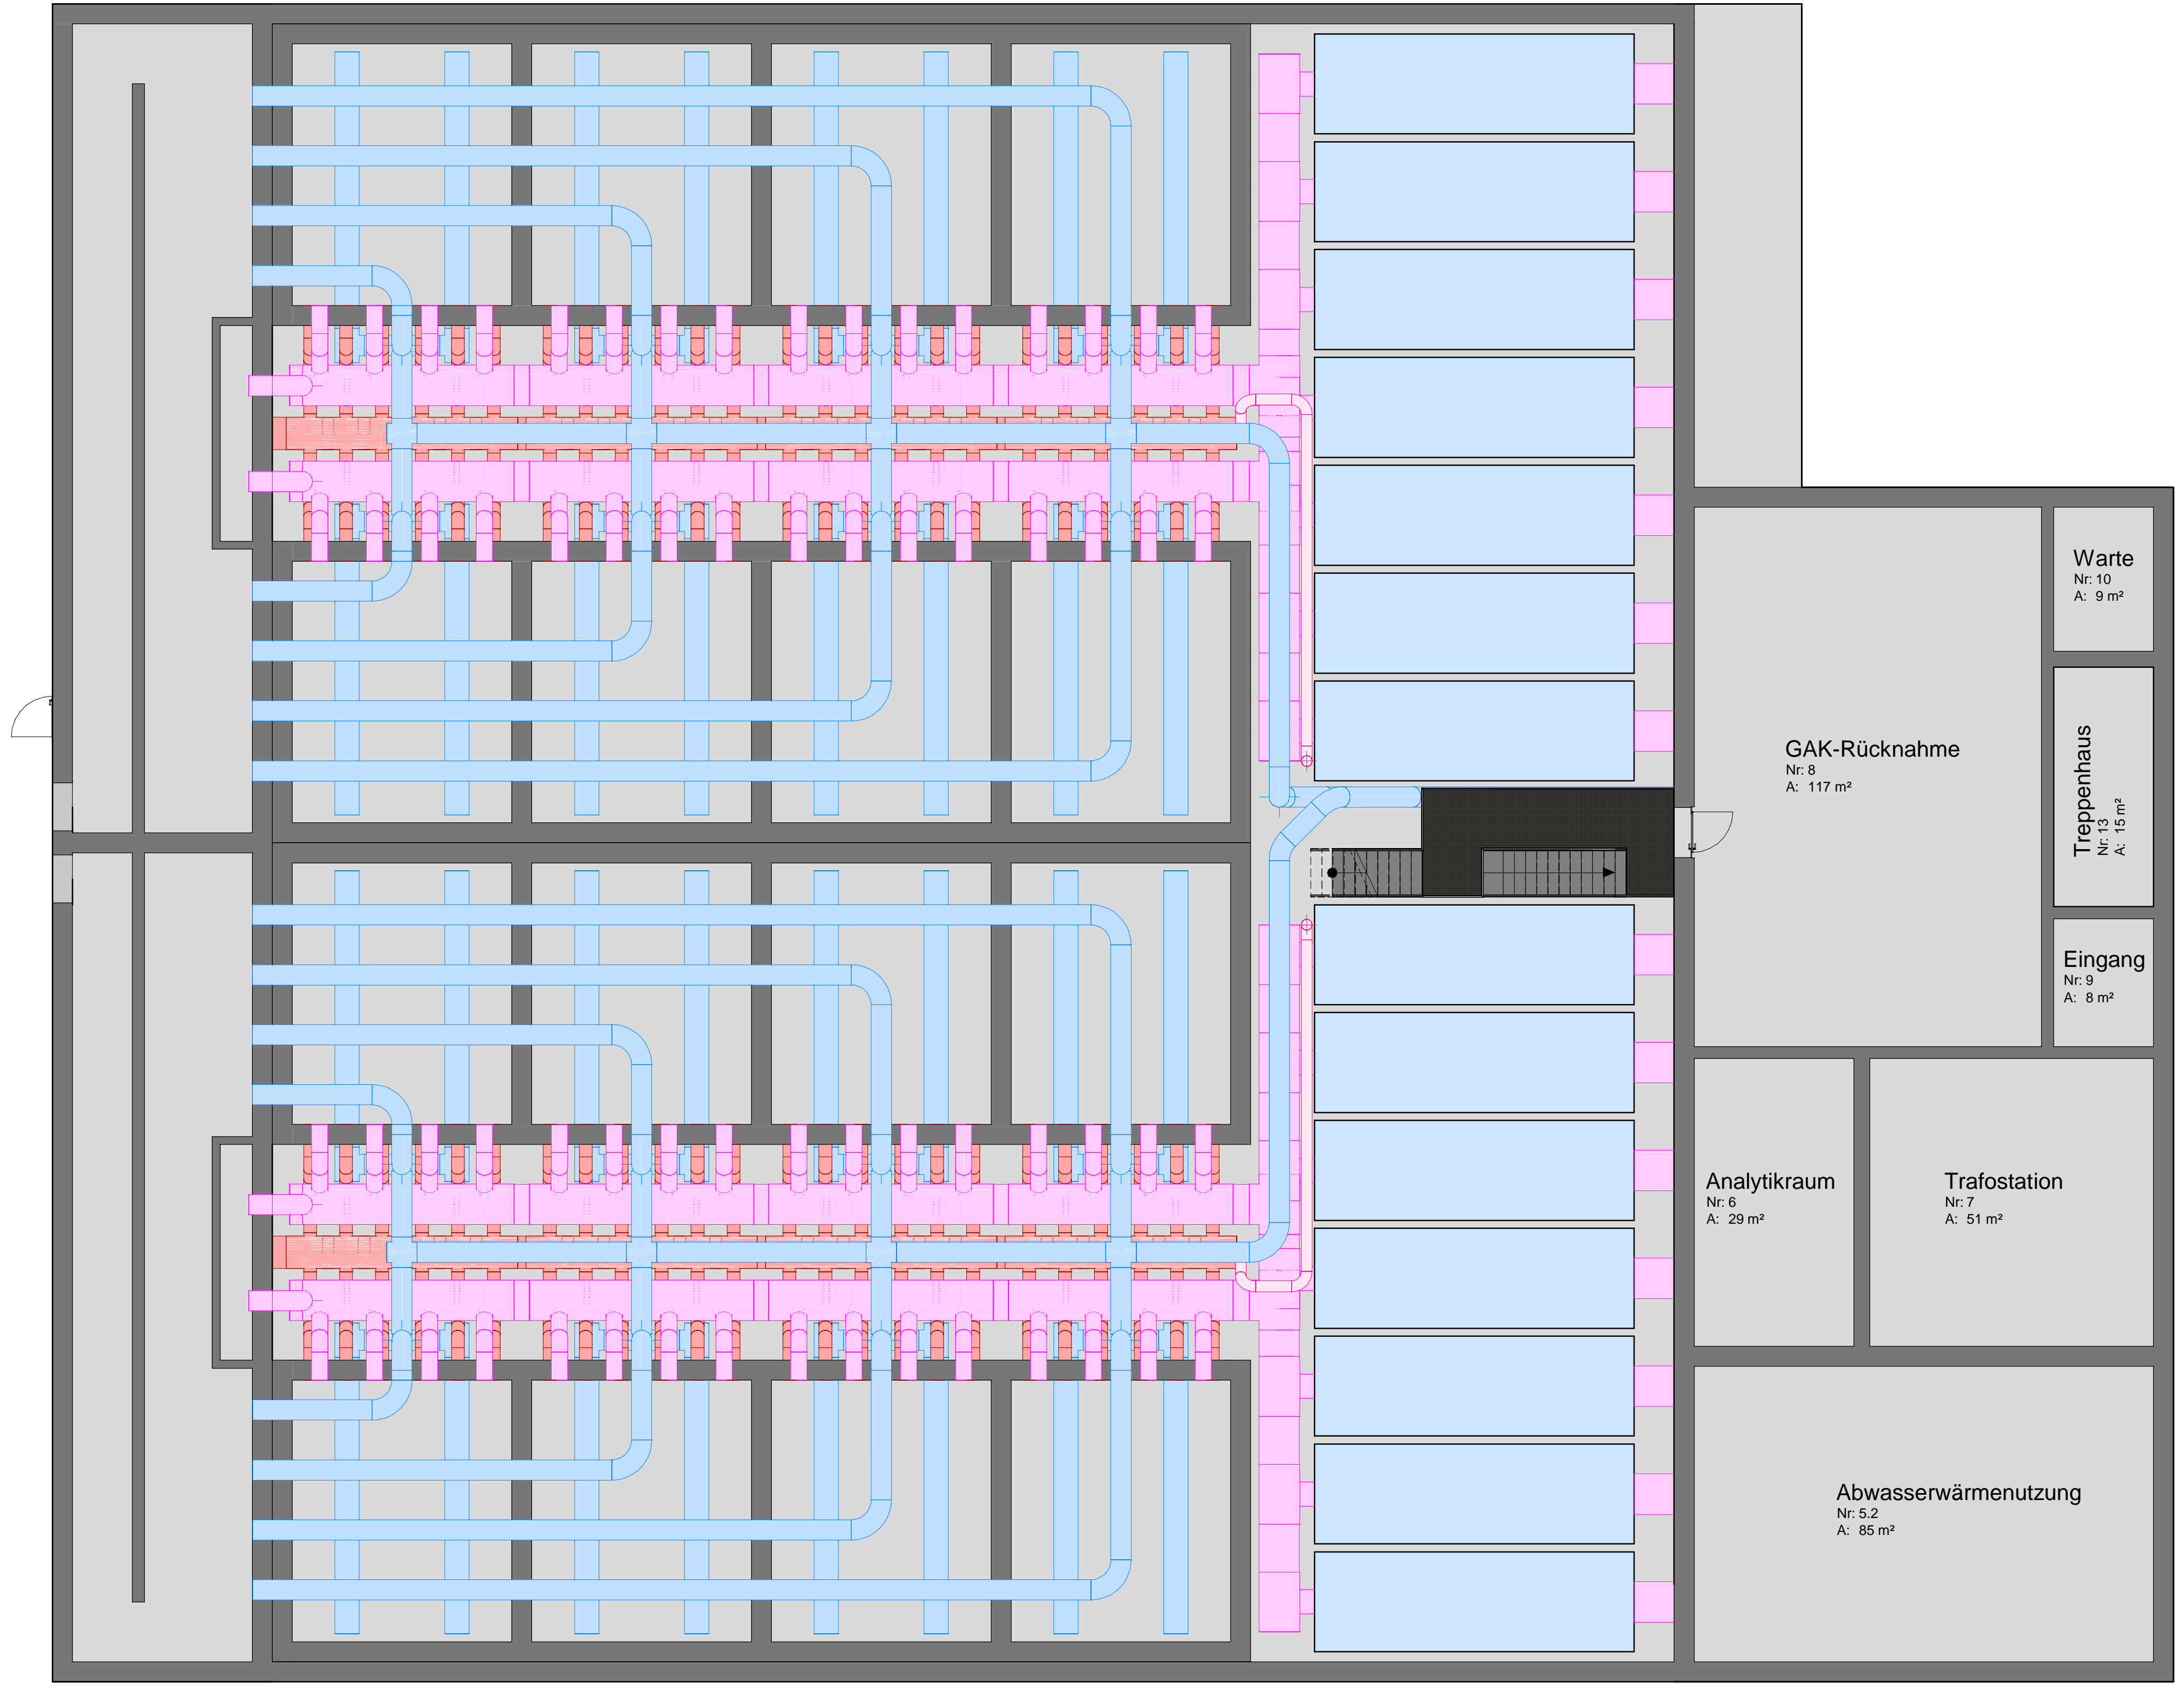 Warte
Nr: 10
A: 9 m²
GAK-Rücknahme
Nr: 8
A: 117 m²
Treppenhaus
Nr: 13
A: 15 m²
Eingang
Nr: 9
A: 8 m²
Analytikraum
Nr: 6
A: 29 m²
Trafostation
Nr: 7
A: 51 m²
Abwasserwärmenutzung
Nr: 5.2
A: 85 m²